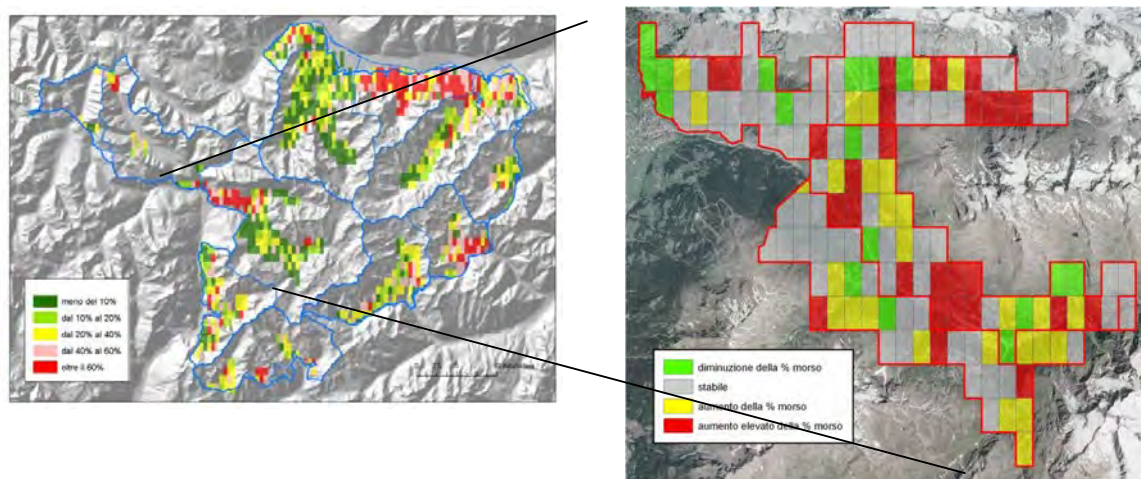 meno del 10%
dal 10% al 20%
dal 20% al 40%
dal 40% al 60%
oltre il 60%
diminuzione della % morso
stabile
aumento della % morso
aumento elevato della % morso